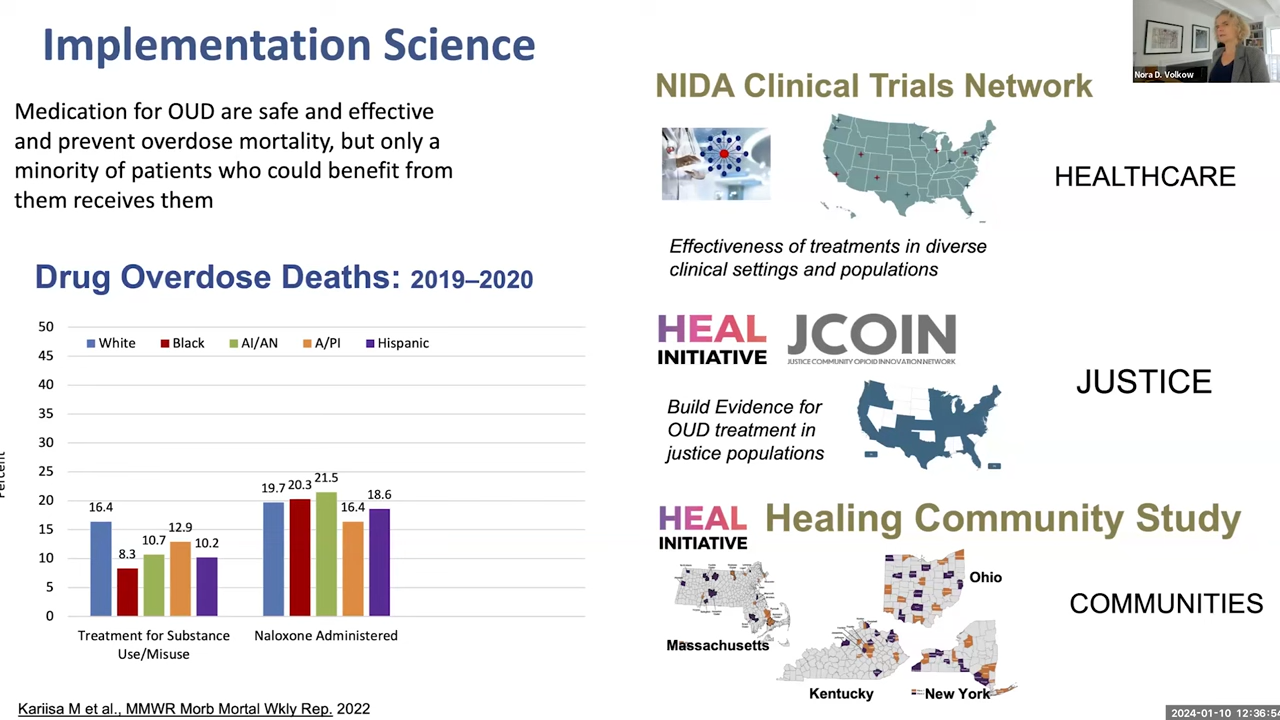 Implementation Science
Medication for OUD are safe and effective
and prevent overdose mortality, but only a
minority of patients who could benefit from
them receives them
Drug Overdose Deaths: 2019–2020
50
45
40
35
30
25
20
15
10
5
0
Percent
White Black AI/AN A/PI Hispanic
16.4
8.3
10.7
12.9
10.2
19.7
20.3
21.5
16.4
18.6
Treatment for Substance
Use/Misuse
Naloxone Administered
Kariisa M et al., MMWR Morb Mortal Wkly Rep. 2022
Nora D. Volkow
NIDA Clinical Trials Network
HEALTHCARE
Effectiveness of treatments in diverse
clinical settings and populations
HEAL
INITIATIVE
JCOIN
JUSTICE COMMUNITY OPIOID INNOVATION NETWORK
JUSTICE
Build Evidence for
OUD treatment in
justice populations
HEAL
INITIATIVE
Healing Community Study
Ohio
COMMUNITIES
Massachusetts
Kentucky
New York
2024-01-10 12:36:54